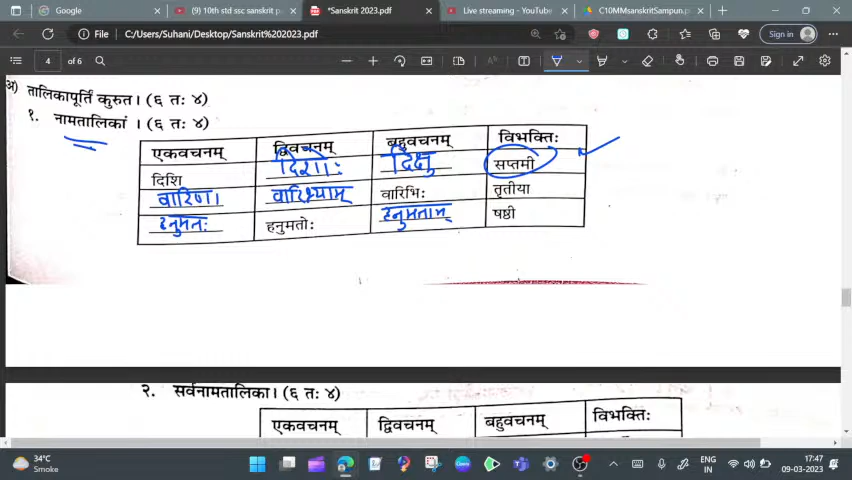 Google
(9) 10th std ssc sanskrit p
*Sanskrit 2023.pdf
Live streaming - YouTube
C10MMsanskritSampun.p
File
C:/Users/Suhani/Desktop/Sanskrit%202023.pdf
Sign in
4 of 6
अ) तालिकापूर्तिं कुरुत। (६ तः ४)
१. नामतालिकां । (६ तः ४)
एकवचनम् द्विवचनम् बहुवचनम् विभक्तिः
दिशि दिशोः दिक्षु सप्तमी
वारिणा वारिभ्याम् वारिभिः तृतीया
हनुमतः हनुमतोः हनुमताम् षष्ठी
२. सर्वनामतालिका। (६ तः ४)
एकवचनम् द्विवचनम् बहुवचनम् विभक्तिः
34°C
Smoke
ENG
IN
17:47
09-03-2023